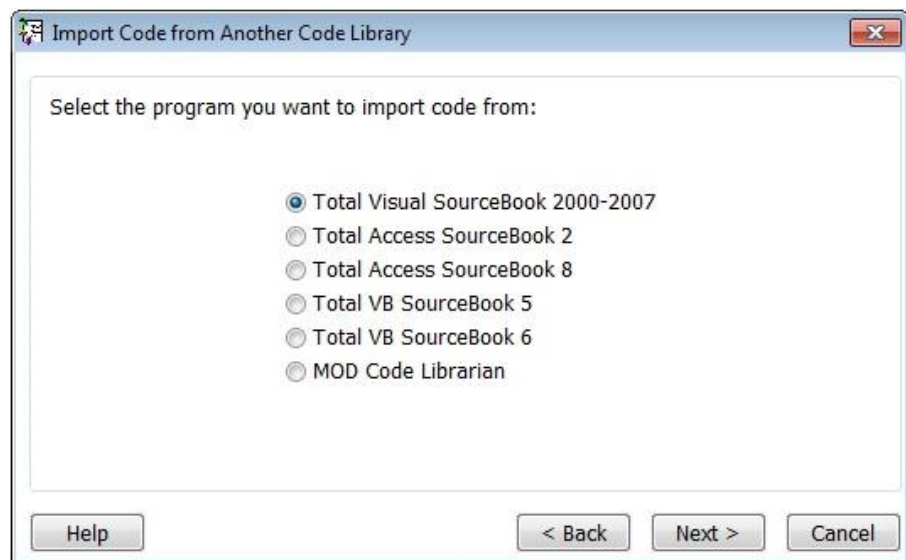 Import Code from Another Code Library
Select the program you want to import code from:
Total Visual SourceBook 2000-2007
Total Access SourceBook 2
Total Access SourceBook 8
Total VB SourceBook 5
Total VB SourceBook 6
MOD Code Librarian
Help
< Back
Next >
Cancel